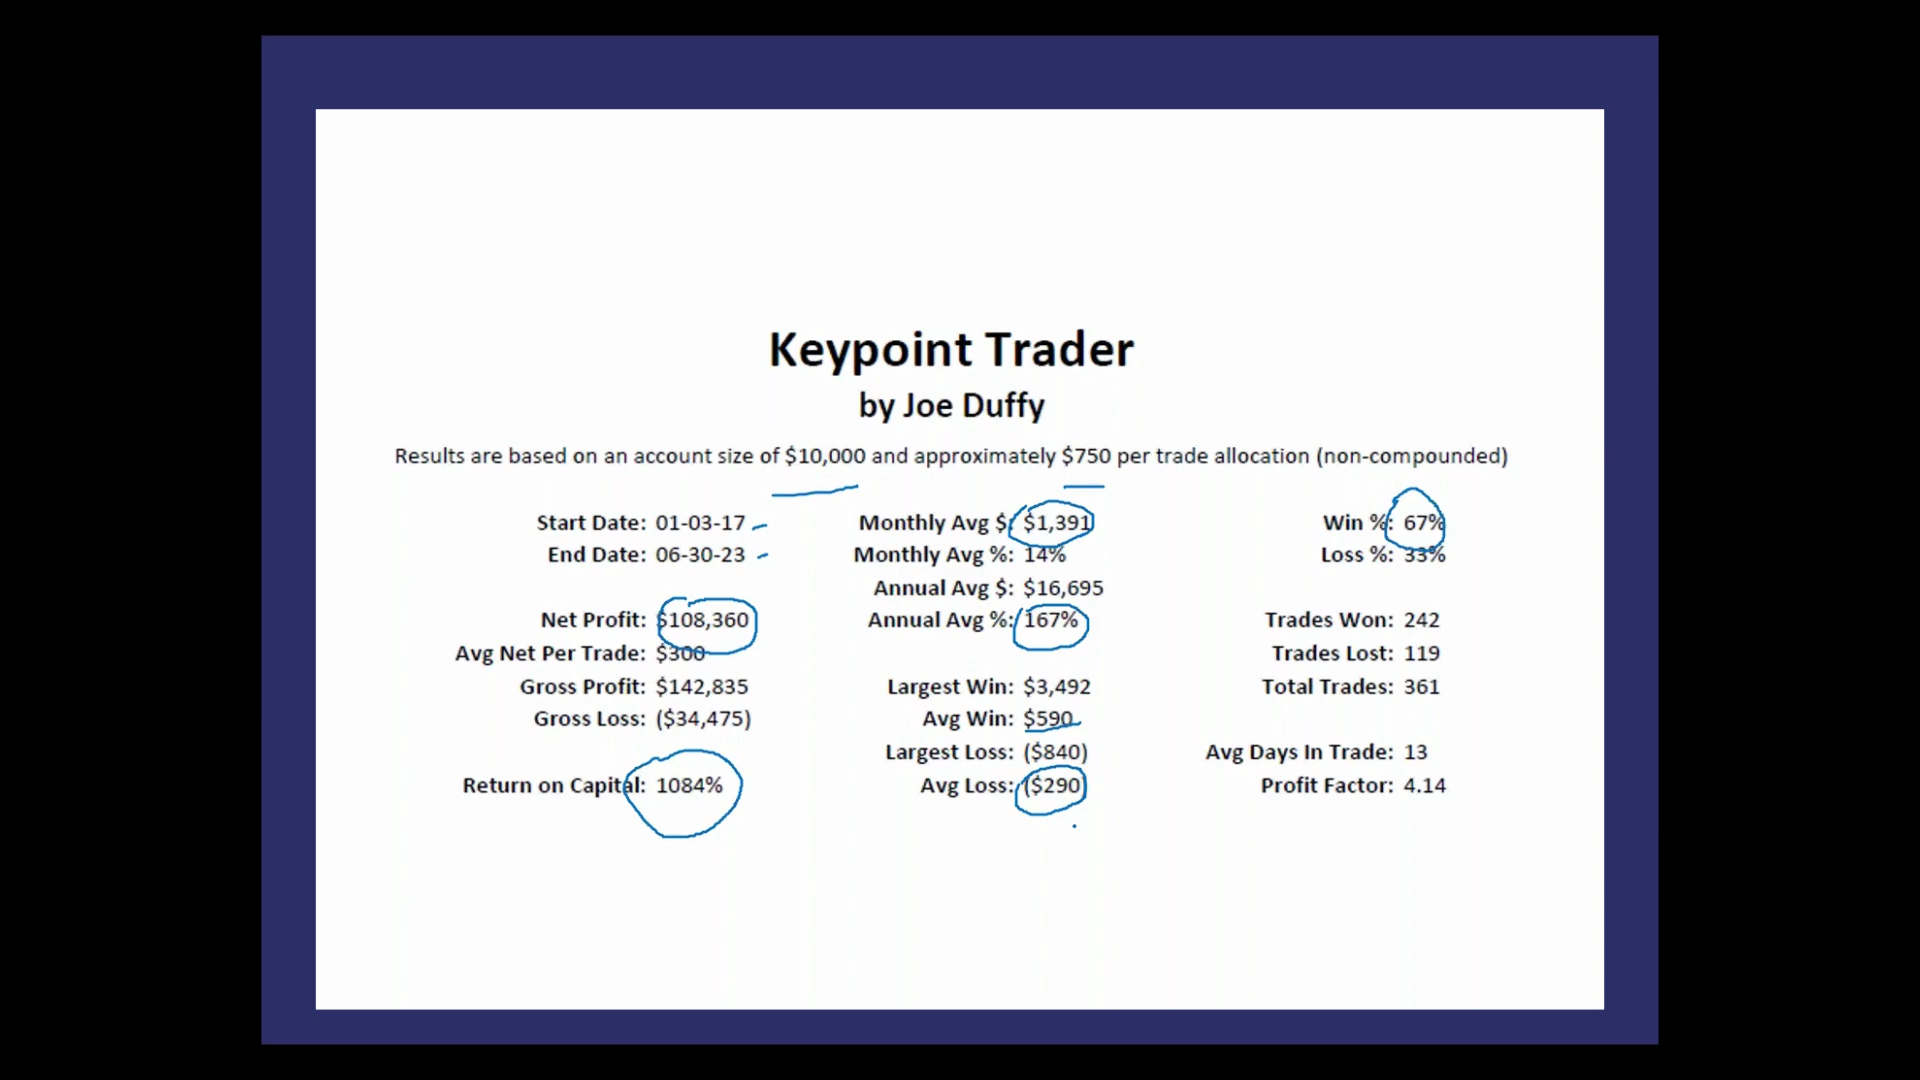 Keypoint Trader
by Joe Duffy
Results are based on an account size of $10,000 and approximately $750 per trade allocation (non-compounded)
Start Date: 01-03-17
End Date: 06-30-23
Net Profit: $108,360
Avg Net Per Trade: $300
Gross Profit: $142,835
Gross Loss: ($34,475)
Return on Capital: 1084%
Monthly Avg $: $1,391
Monthly Avg %: 14%
Annual Avg $: $16,695
Annual Avg %: 167%
Largest Win: $3,492
Avg Win: $590
Largest Loss: ($840)
Avg Loss: ($290)
Win %: 67%
Loss %: 33%
Trades Won: 242
Trades Lost: 119
Total Trades: 361
Avg Days In Trade: 13
Profit Factor: 4.14